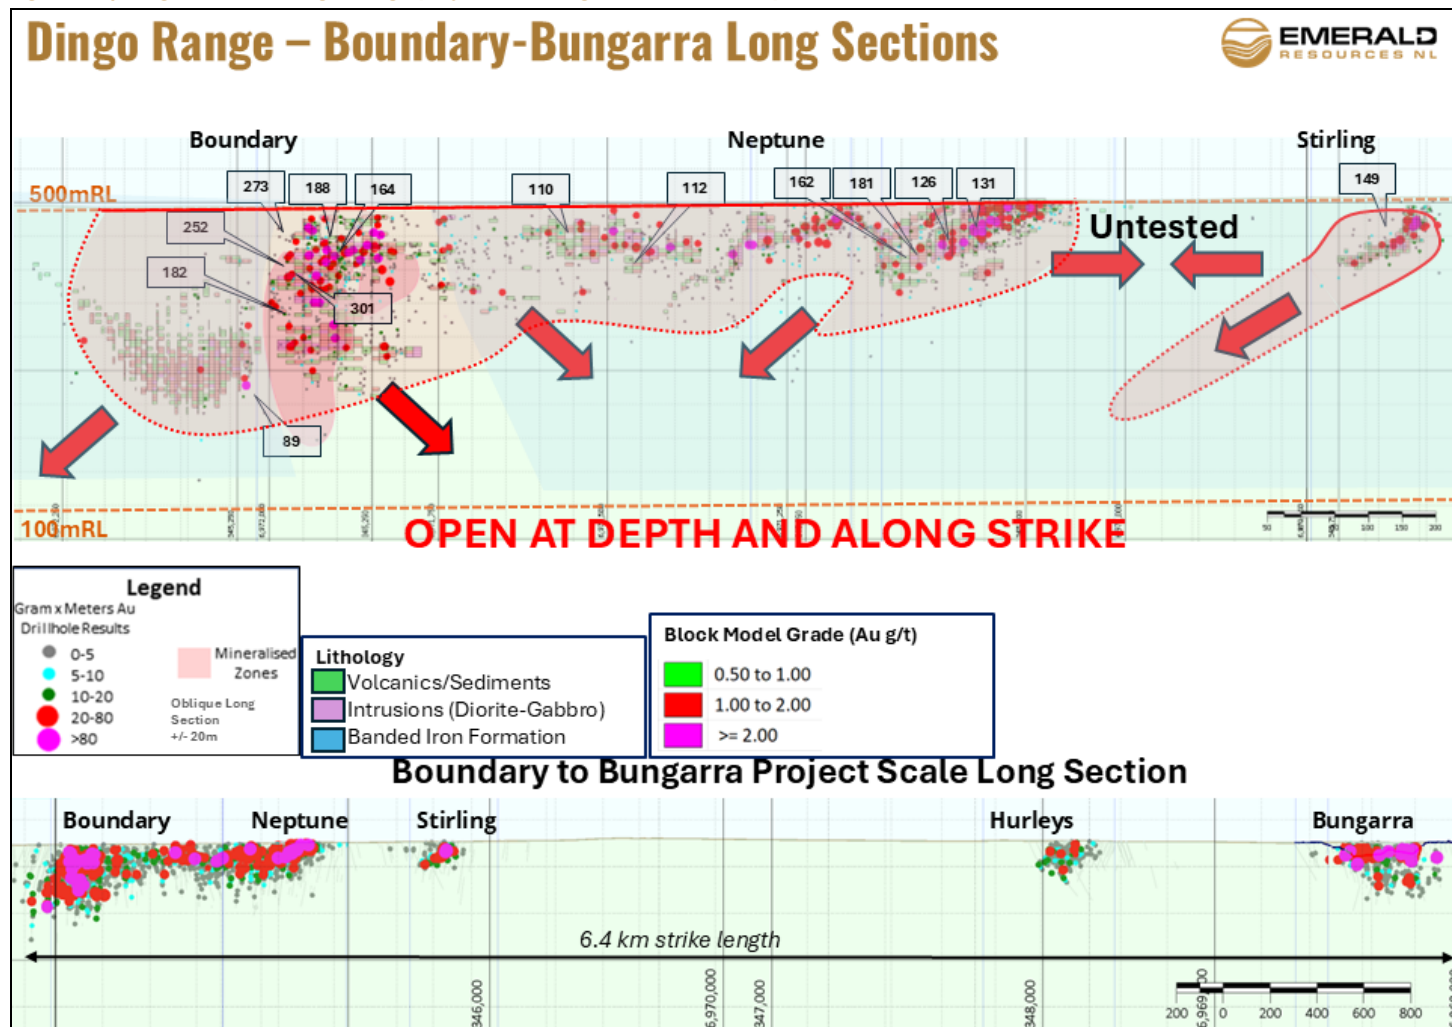 Dingo Range – Boundary-Bungarra Long Sections
EMERALD
RESOURCES NL
Boundary
Neptune
Stirling
500mRL
273
188
164
110
112
162
181
126
131
149
252
182
301
89
Untested
100mRL
OPEN AT DEPTH AND ALONG STRIKE
50
50
100
150
200
Legend
Gram x Meters Au
Drillhole Results
0-5
5-10
10-20
20-80
>80
Mineralised
Zones
Oblique Long
Section
+/- 20m
Lithology
Volcanics/Sediments
Intrusions (Diorite-Gabbro)
Banded Iron Formation
Block Model Grade (Au g/t)
0.50 to 1.00
1.00 to 2.00
>= 2.00
Boundary to Bungarra Project Scale Long Section
Boundary
Neptune
Stirling
Hurleys
Bungarra
6.4 km strike length
346,000
6,970,000
347,000
348,000
200 0 200 400 600 800